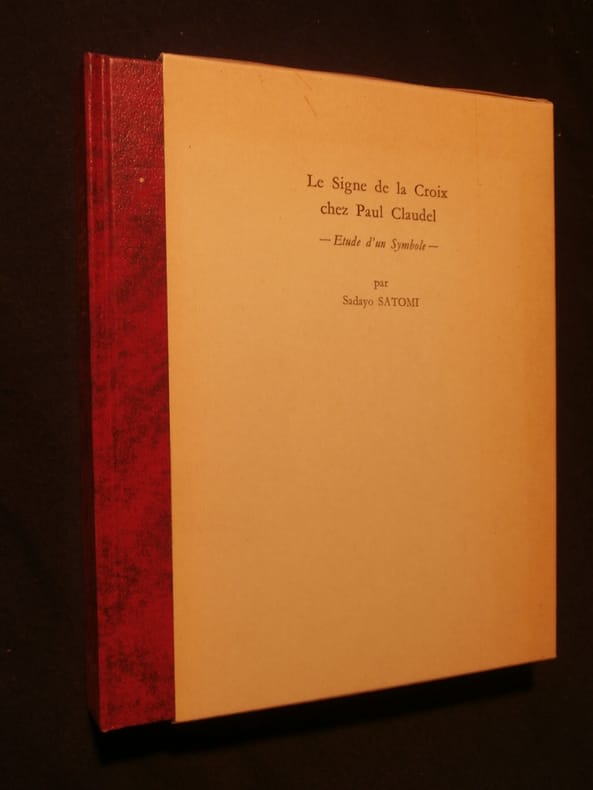 Le Signe de la Croix
chez Paul Claudel
— Etude d'un Symbole —
par
Sadayo SATOMI